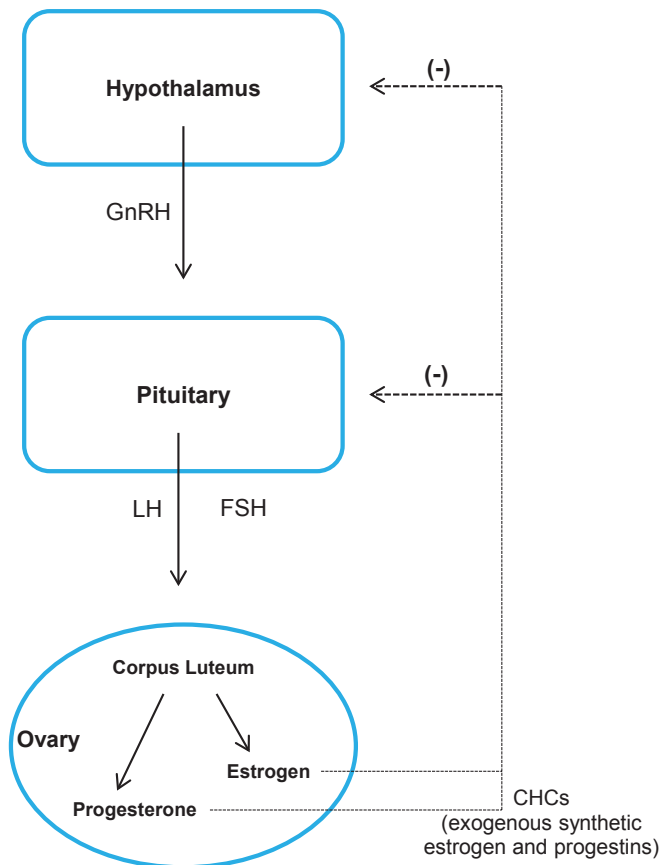 (-)
Hypothalamus
GnRH
(-)
Pituitary
LH
FSH
Corpus Luteum
Ovary
Estrogen
Progesterone
CHCs
(exogenous synthetic
estrogen and progestins)